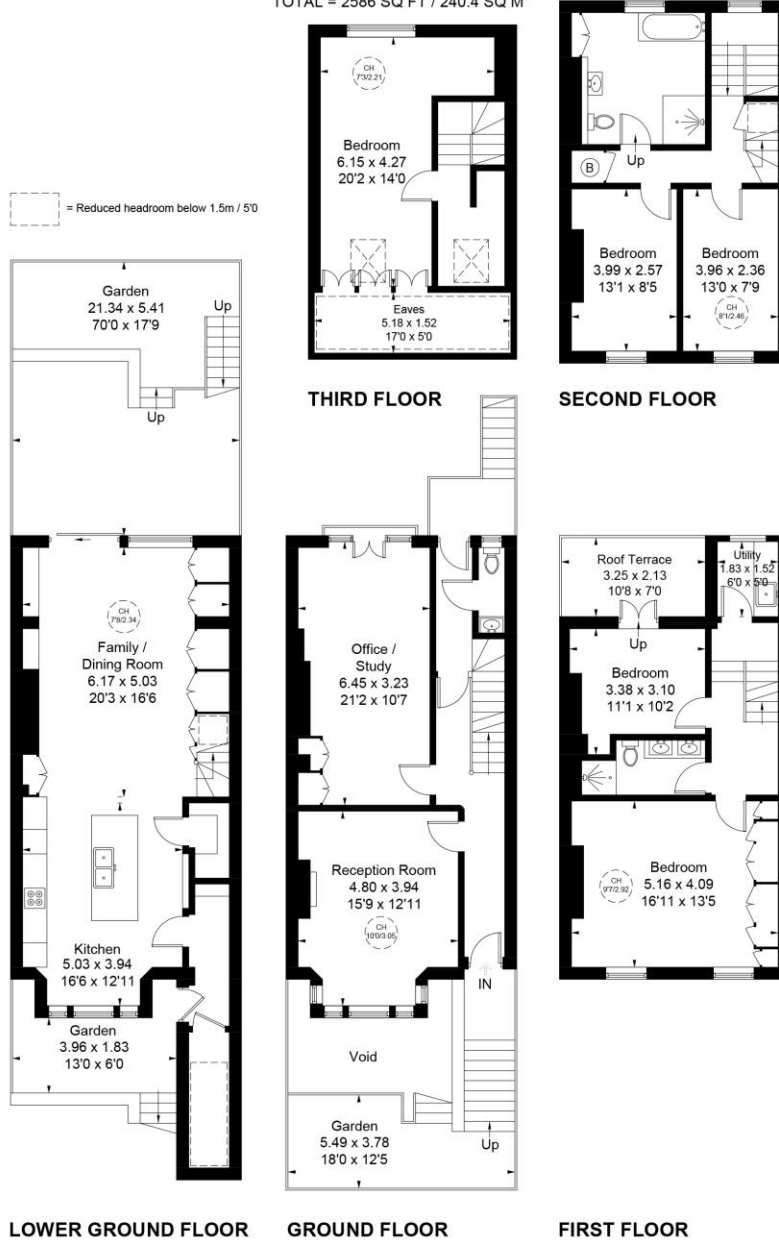 TOTAL = 2586 SQ FT / 240.4 SQ M
CH
7'3/2.21
Bedroom
6.15 x 4.27
20'2 x 14'0
Eaves
5.18 x 1.52
17'0 x 5'0
THIRD FLOOR
Up
B
Bedroom
3.99 x 2.57
13'1 x 8'5
Bedroom
3.96 x 2.36
13'0 x 7'9
CH
8'1/2.46
SECOND FLOOR
= Reduced headroom below 1.5m / 5'0
Garden
21.34 x 5.41
70'0 x 17'9
Up
Up
CH
7'8/2.34
Family /
Dining Room
6.17 x 5.03
20'3 x 16'6
Kitchen
5.03 x 3.94
16'6 x 12'11
Garden
3.96 x 1.83
13'0 x 6'0
LOWER GROUND FLOOR
Office /
Study
6.45 x 3.23
21'2 x 10'7
Reception Room
4.80 x 3.94
15'9 x 12'11
CH
10'0/3.05
IN
Void
Garden
5.49 x 3.78
18'0 x 12'5
Up
GROUND FLOOR
Roof Terrace
3.25 x 2.13
10'8 x 7'0
Utility
1.83 x 1.52
6'0 x 5'0
Up
Bedroom
3.38 x 3.10
11'1 x 10'2
Bedroom
5.16 x 4.09
16'11 x 13'5
CH
9'7/2.92
FIRST FLOOR